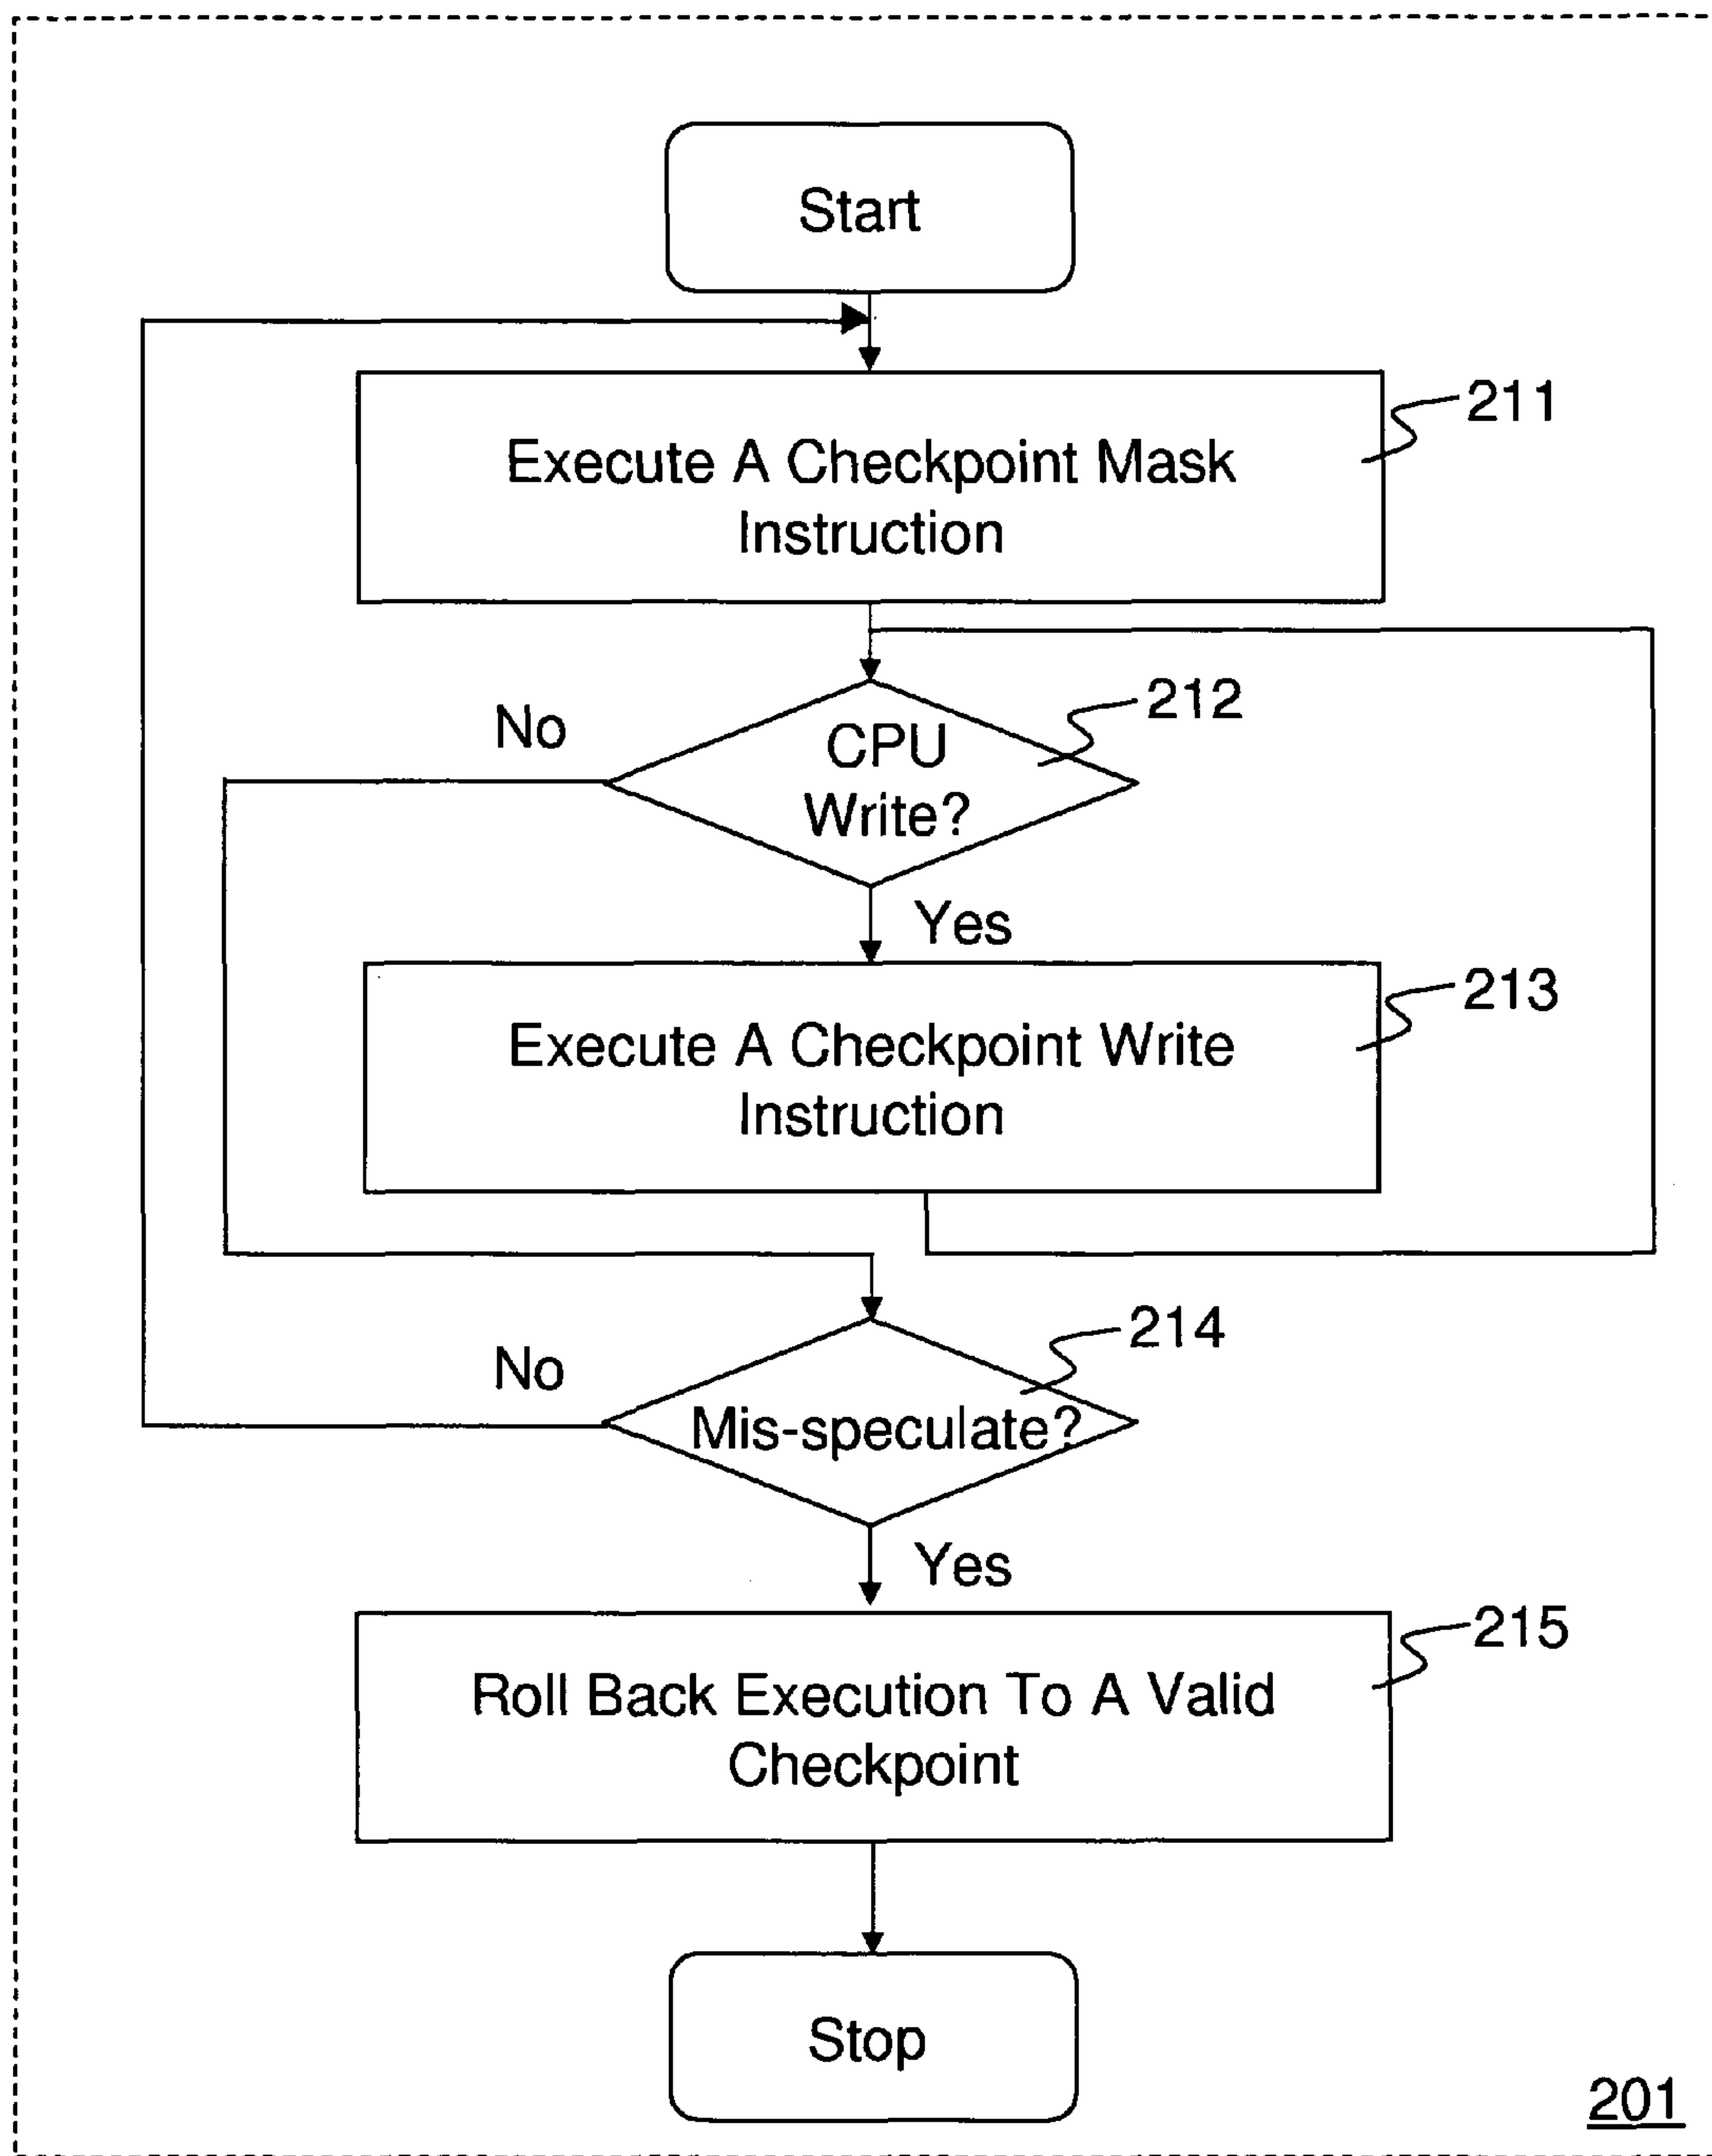 Start
Execute A Checkpoint Mask
Instruction
211
No
CPU
Write?
212
Yes
Execute A Checkpoint Write
Instruction
213
No
Mis-speculate?
214
Yes
Roll Back Execution To A Valid
Checkpoint
215
Stop
201